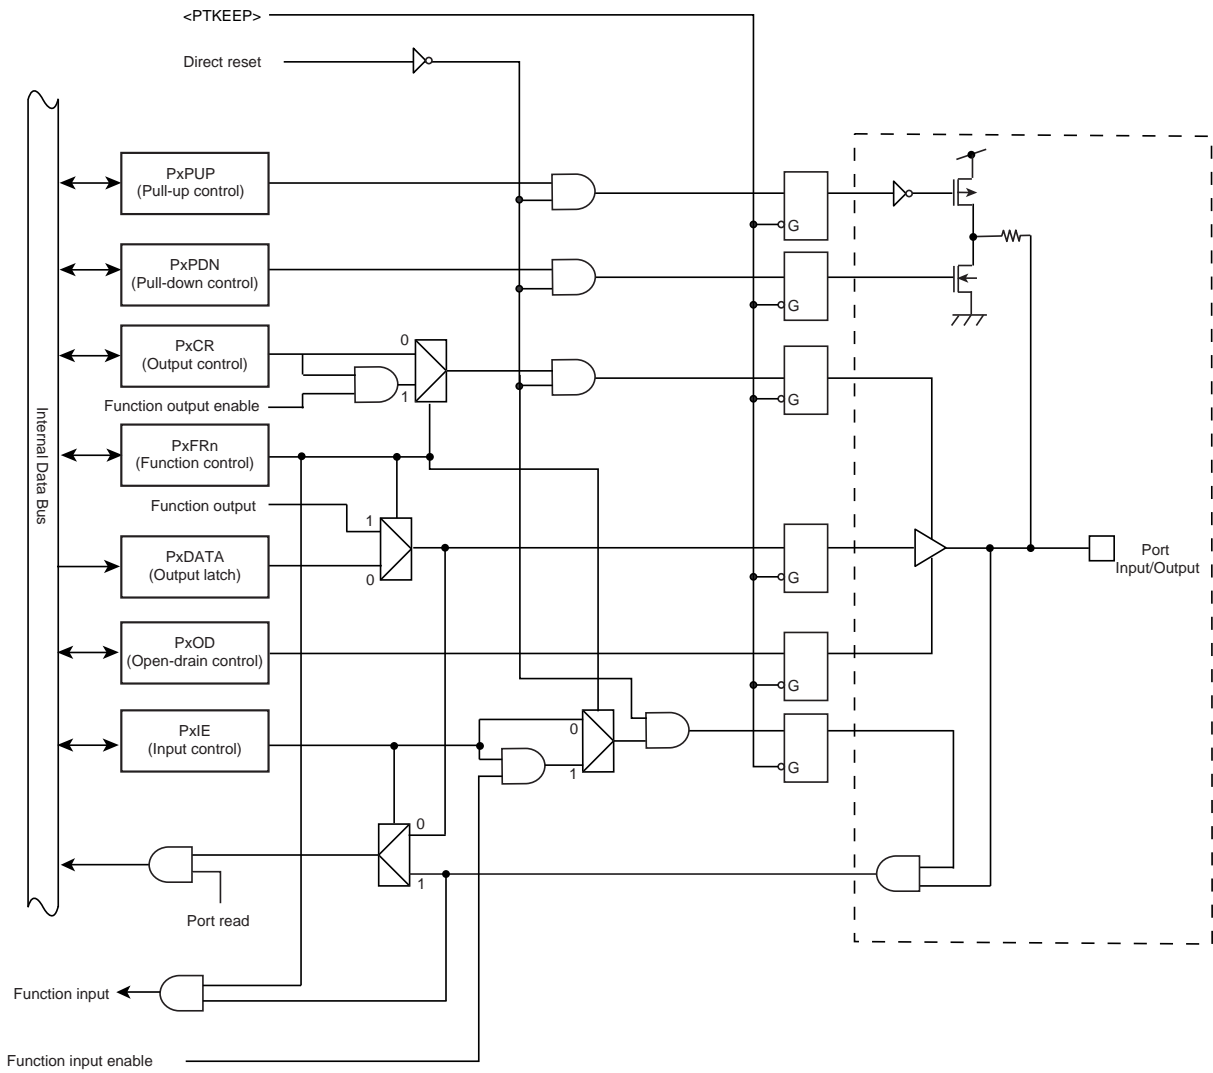 <PTKEEP>
Direct reset
PxPUP
(Pull-up control)
G
PxPDN
(Pull-down control)
G
PxCR
(Output control)
0
1
G
Function output enable
Internal Data Bus
PxFRn
(Function control)
Function output
1
PxDATA
(Output latch)
0
G
Port
Input/Output
PxOD
(Open-drain control)
G
PxIE
(Input control)
0
1
G
0
1
Port read
Function input
Function input enable